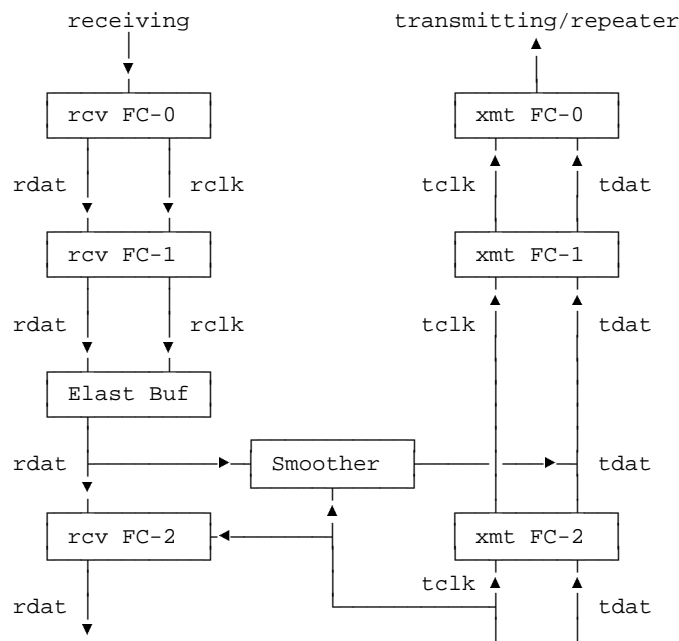 receiving transmitting/repeater
rcv FC-0 xmt FC-0
rdat rclk tclk tdat
rcv FC-1 xmt FC-1
rdat rclk tclk tdat
Elast Buf
rdat Smoother tdat
rcv FC-2 xmt FC-2
tclk
rdat tdat